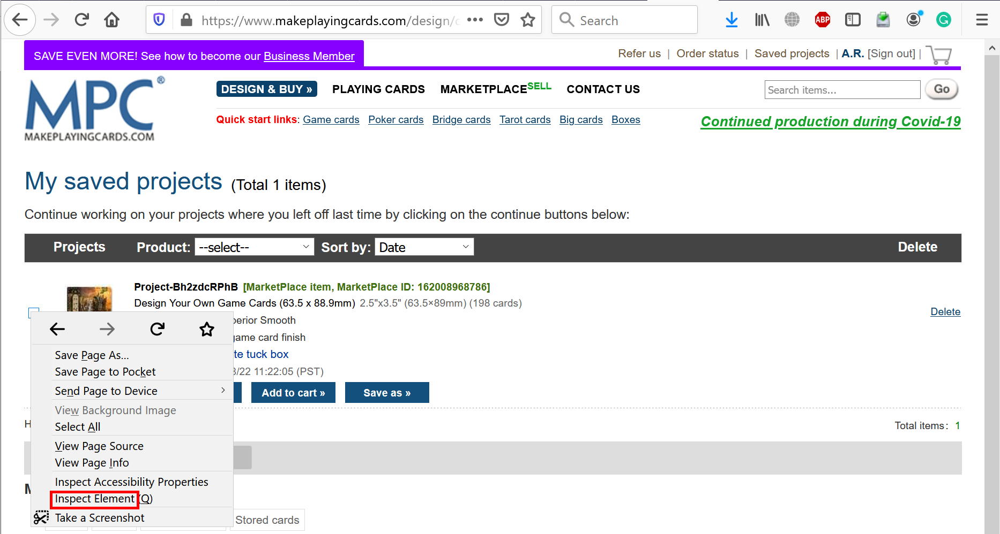 https://www.makeplayingcards.com/design/
Search
ABP
SAVE EVEN MORE! See how to become our Business Member
Refer us | Order status | Saved projects | A.R. [Sign out] |
MPC®
MAKEPLAYINGCARDS.COM
DESIGN & BUY » PLAYING CARDS MARKETPLACE SELL CONTACT US
Search items... Go
Quick start links: Game cards Poker cards Bridge cards Tarot cards Big cards Boxes
Continued production during Covid-19
My saved projects (Total 1 items)
Continue working on your projects where you left off last time by clicking on the continue buttons below:
Projects Product: --select-- Sort by: Date Delete
Project-Bh2zdcRPhB [MarketPlace item, MarketPlace ID: 162008968786]
Design Your Own Game Cards (63.5 x 88.9mm) 2.5"x3.5" (63.5×89mm) (198 cards)
Delete
erior Smooth
game card finish
te tuck box
/22 11:22:05 (PST)
Add to cart » Save as »
Total items: 1
Save Page As...
Save Page to Pocket
Send Page to Device
View Background Image
Select All
View Page Source
View Page Info
Inspect Accessibility Properties
Inspect Element (Q)
Take a Screenshot
Stored cards